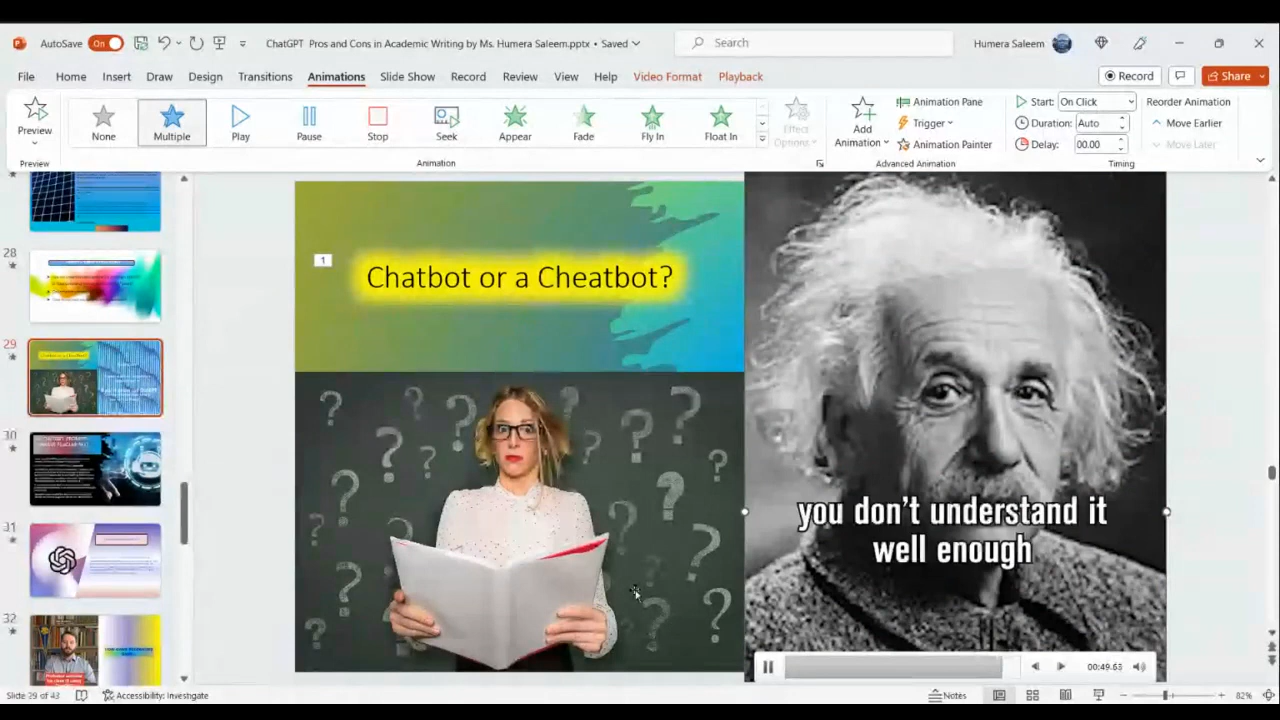 AutoSave On ChatGPT Pros and Cons in Academic Writing by Ms. Humera Saleem.pptx • Saved Search Humera Saleem
File Home Insert Draw Design Transitions Animations Slide Show Record Review View Help Video Format Playback Record Share
Preview None Multiple Play Pause Stop Seek Appear Fade Fly In Float In
Effect Options
Add Animation
Animation Pane
Trigger
Animation Painter
Start: On Click
Duration: Auto
Delay: 00.00
Reorder Animation
Move Earlier
Move Later
Preview Animation Advanced Animation Timing
28
29
30
31
32
1
Chatbot or a Cheatbot?
you don't understand it
well enough
00:49.63
Slide 29 of 43 Accessibility: Investigate Notes 82%